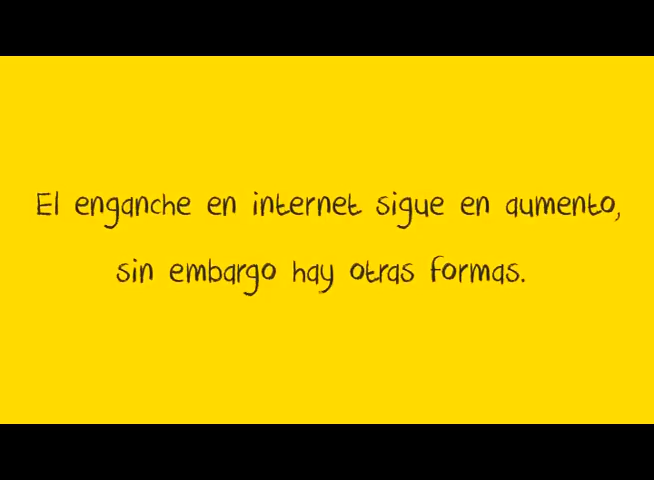 El enganche en internet sigue en aumento,
sin embargo hay otras formas.